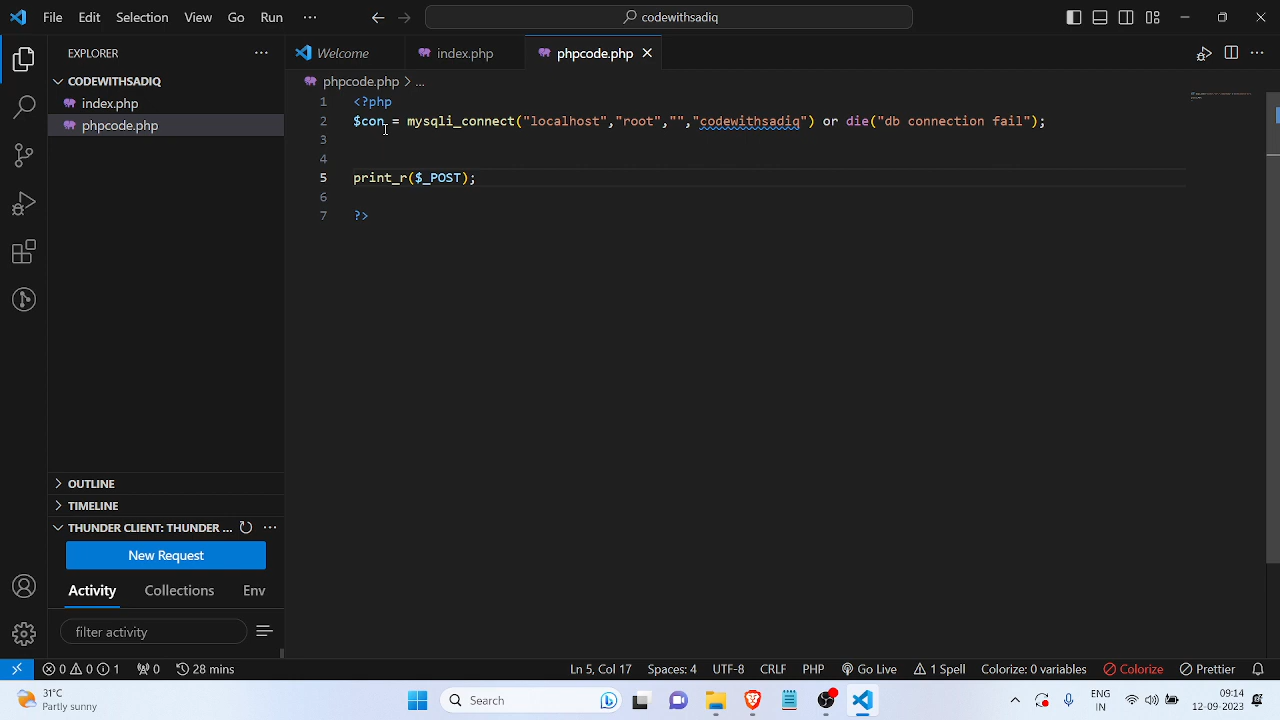 File Edit Selection View Go Run ··· codewithsadiq
EXPLORER ···
CODEWITHSADIQ
index.php
phpcode.php
OUTLINE
TIMELINE
THUNDER CLIENT: THUNDER ... ···
New Request
Activity Collections Env
filter activity
Welcome index.php phpcode.php
phpcode.php > ...
1 <?php
2 $con = mysqli_connect("localhost","root","","codewithsadiq") or die("db connection fail");
3
4
5 print_r($_POST);
6
7 ?>
0 0 1 0 28 mins Ln 5, Col 17 Spaces: 4 UTF-8 CRLF PHP Go Live 1 Spell Colorize: 0 variables Colorize Prettier
31°C
Partly sunny
Search
ENG
IN
09:14
12-09-2023